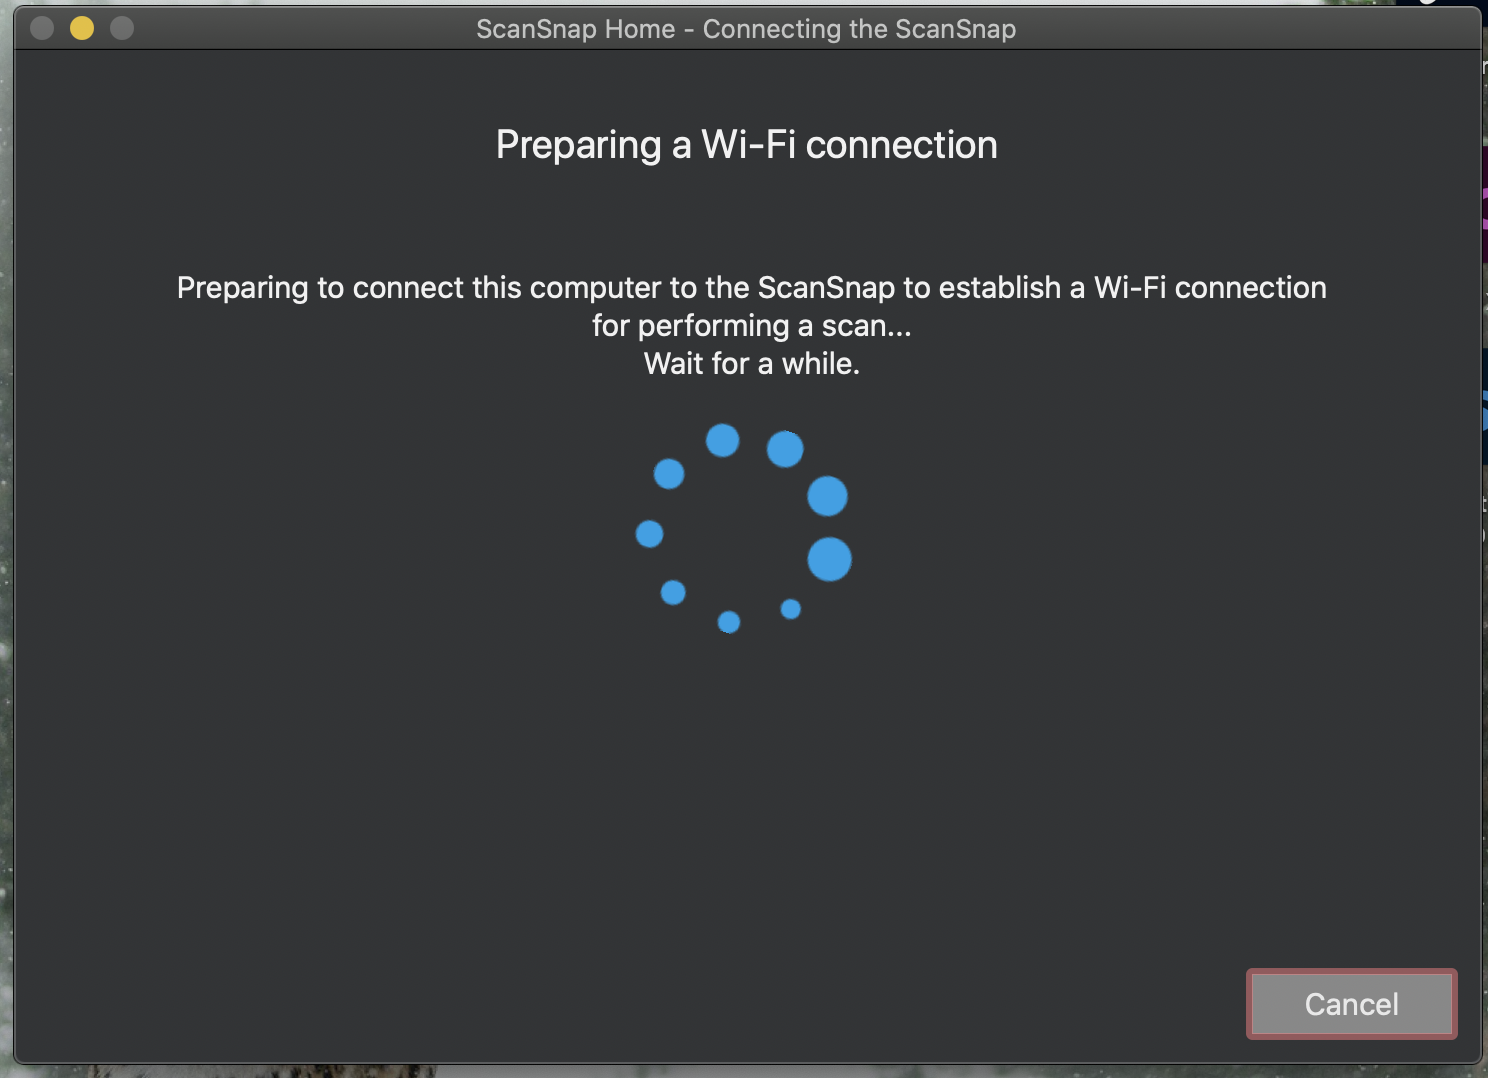 ScanSnap Home - Connecting the ScanSnap
Preparing a Wi-Fi connection
Preparing to connect this computer to the ScanSnap to establish a Wi-Fi connection
for performing a scan...
Wait for a while.
Cancel